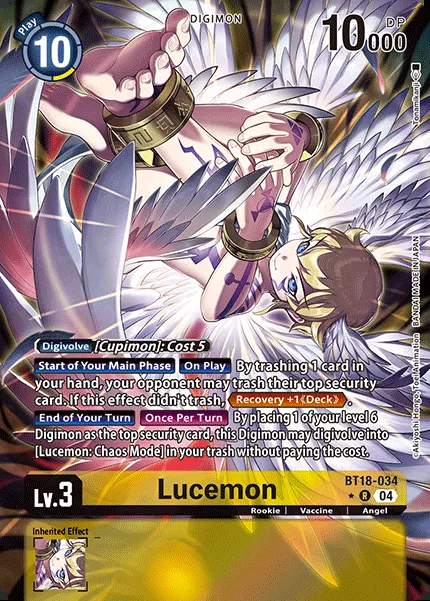 Play
10
DIGIMON
DP
10000
Tonamikanji
©Akiyoshi Hongo, Toei Animation BANDAI MADE IN JAPAN
Digivolve [Cupimon]: Cost 5
Start of Your Main Phase On Play By trashing 1 card in
your hand, your opponent may trash their top security
card. If this effect didn't trash, Recovery +1《Deck》.
End of Your Turn Once Per Turn By placing 1 of your level 6
Digimon as the top security card, this Digimon may digivolve into
[Lucemon: Chaos Mode] in your trash without paying the cost.
Lv.3
Lucemon
BT18-034
R 04
Rookie | Vaccine | Angel
Inherited Effect